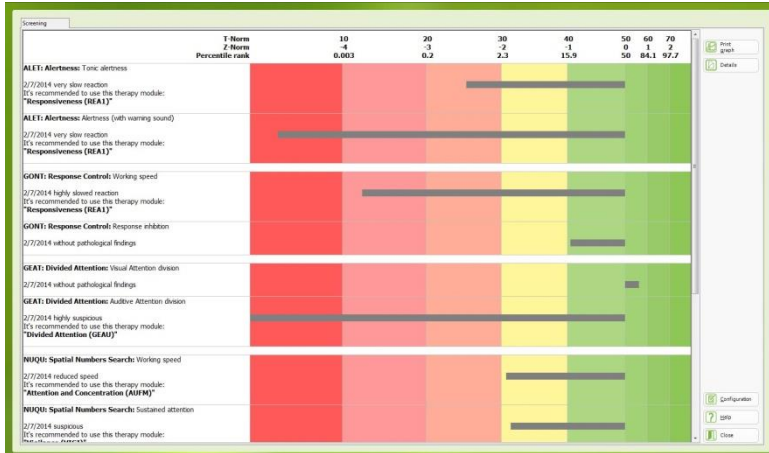 Screening
T-Norm 10 20 30 40 50 60 70
Z-Norm -4 -3 -2 -1 0 1 2
Percentile rank 0.003 0.2 2.3 15.9 50 84.1 97.7
Print graph
Details
ALET: Alertness: Tonic alertness
2/7/2014 very slow reaction
It's recommended to use this therapy module:
"Responsiveness (REA1)"
ALET: Alertness: Alertness (with warning sound)
2/7/2014 very slow reaction
It's recommended to use this therapy module:
"Responsiveness (REA1)"
GONT: Response Control: Working speed
2/7/2014 highly slowed reaction
It's recommended to use this therapy module:
"Responsiveness (REA1)"
GONT: Response Control: Response inhibition
2/7/2014 without pathological findings
GEAT: Divided Attention: Visual Attention division
2/7/2014 without pathological findings
GEAT: Divided Attention: Auditive Attention division
2/7/2014 highly suspicious
It's recommended to use this therapy module:
"Divided Attention (GEAU)"
NUQU: Spatial Numbers Search: Working speed
2/7/2014 reduced speed
It's recommended to use this therapy module:
"Attention and Concentration (AUFM)"
NUQU: Spatial Numbers Search: Sustained attention
2/7/2014 suspicious
It's recommended to use this therapy module:
Configuration
Help
Close